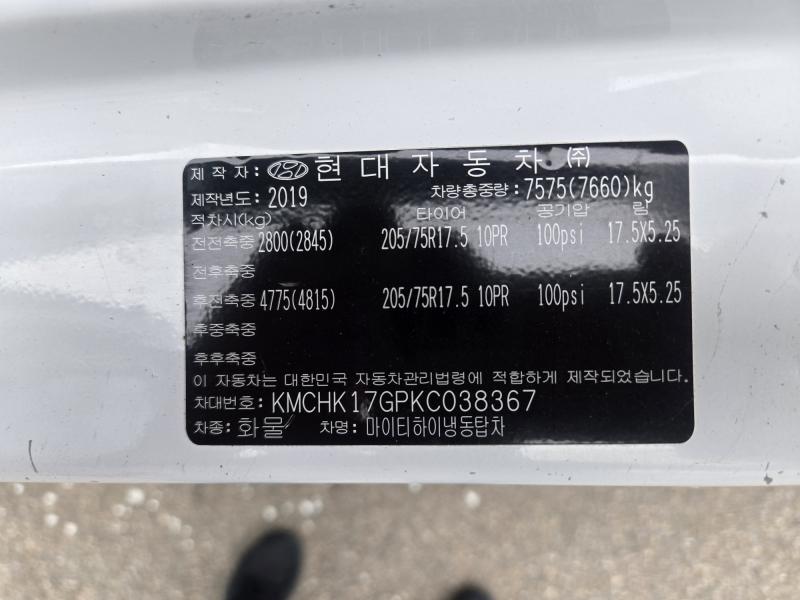 제 작 자: 현 대 자 동 차 ㈜
제작년도: 2019 차량총중량: 7575(7660)kg
적차시(kg) 타이어 공기압 림
전전축중 2800(2845) 205/75R17.5 10PR 100psi 17.5X5.25
전후축중
후전축중 4775(4815) 205/75R17.5 10PR 100psi 17.5X5.25
후중축중
후후축중
이 자동차는 대한민국 자동차관리법령에 적합하게 제작되었습니다.
차대번호: KMCHK17GPKC038367
차종: 화물 차명: 마이티하이냉동탑차